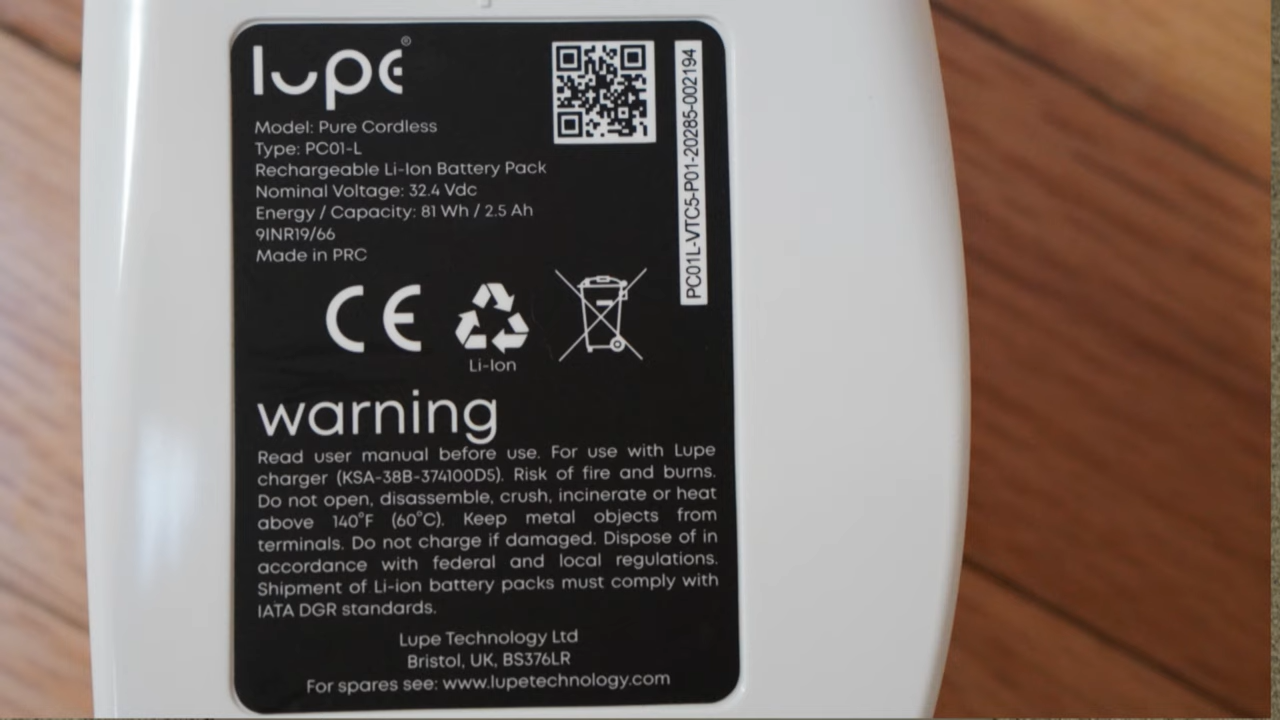 lupe®
Model: Pure Cordless
Type: PC01-L
Rechargeable Li-Ion Battery Pack
Nominal Voltage: 32.4 Vdc
Energy / Capacity: 81 Wh / 2.5 Ah
9INR19/66
Made in PRC
PC01L-VTC5-P01-20285-002194
CE
Li-Ion
warning
Read user manual before use. For use with Lupe
charger (KSA-38B-374100D5). Risk of fire and burns.
Do not open, disassemble, crush, incinerate or heat
above 140°F (60°C). Keep metal objects from
terminals. Do not charge if damaged. Dispose of in
accordance with federal and local regulations.
Shipment of Li-ion battery packs must comply with
IATA DGR standards.
Lupe Technology Ltd
Bristol, UK, BS376LR
For spares see: www.lupetechnology.com